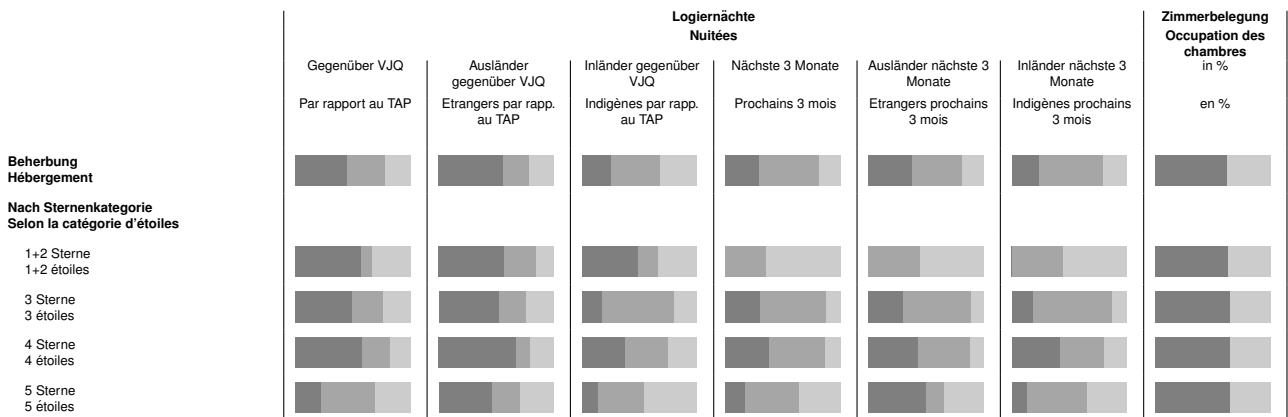 Logiernächte
Nuitées
Zimmerbelegung
Occupation des
chambres
Gegenüber VJQ
Ausländer
gegenüber VJQ
Inländer gegenüber
VJQ
Nächste 3 Monate
Ausländer nächste 3
Monate
Inländer nächste 3
Monate
in %
Par rapport au TAP
Etrangers par rapp.
au TAP
Indigènes par rapp.
au TAP
Prochains 3 mois
Etrangers prochains
3 mois
Indigènes prochains
3 mois
en %
Beherbung
Hébergement
Nach Sternenkategorie
Selon la catégorie d'étoiles
1+2 Sterne
1+2 étoiles
3 Sterne
3 étoiles
4 Sterne
4 étoiles
5 Sterne
5 étoiles